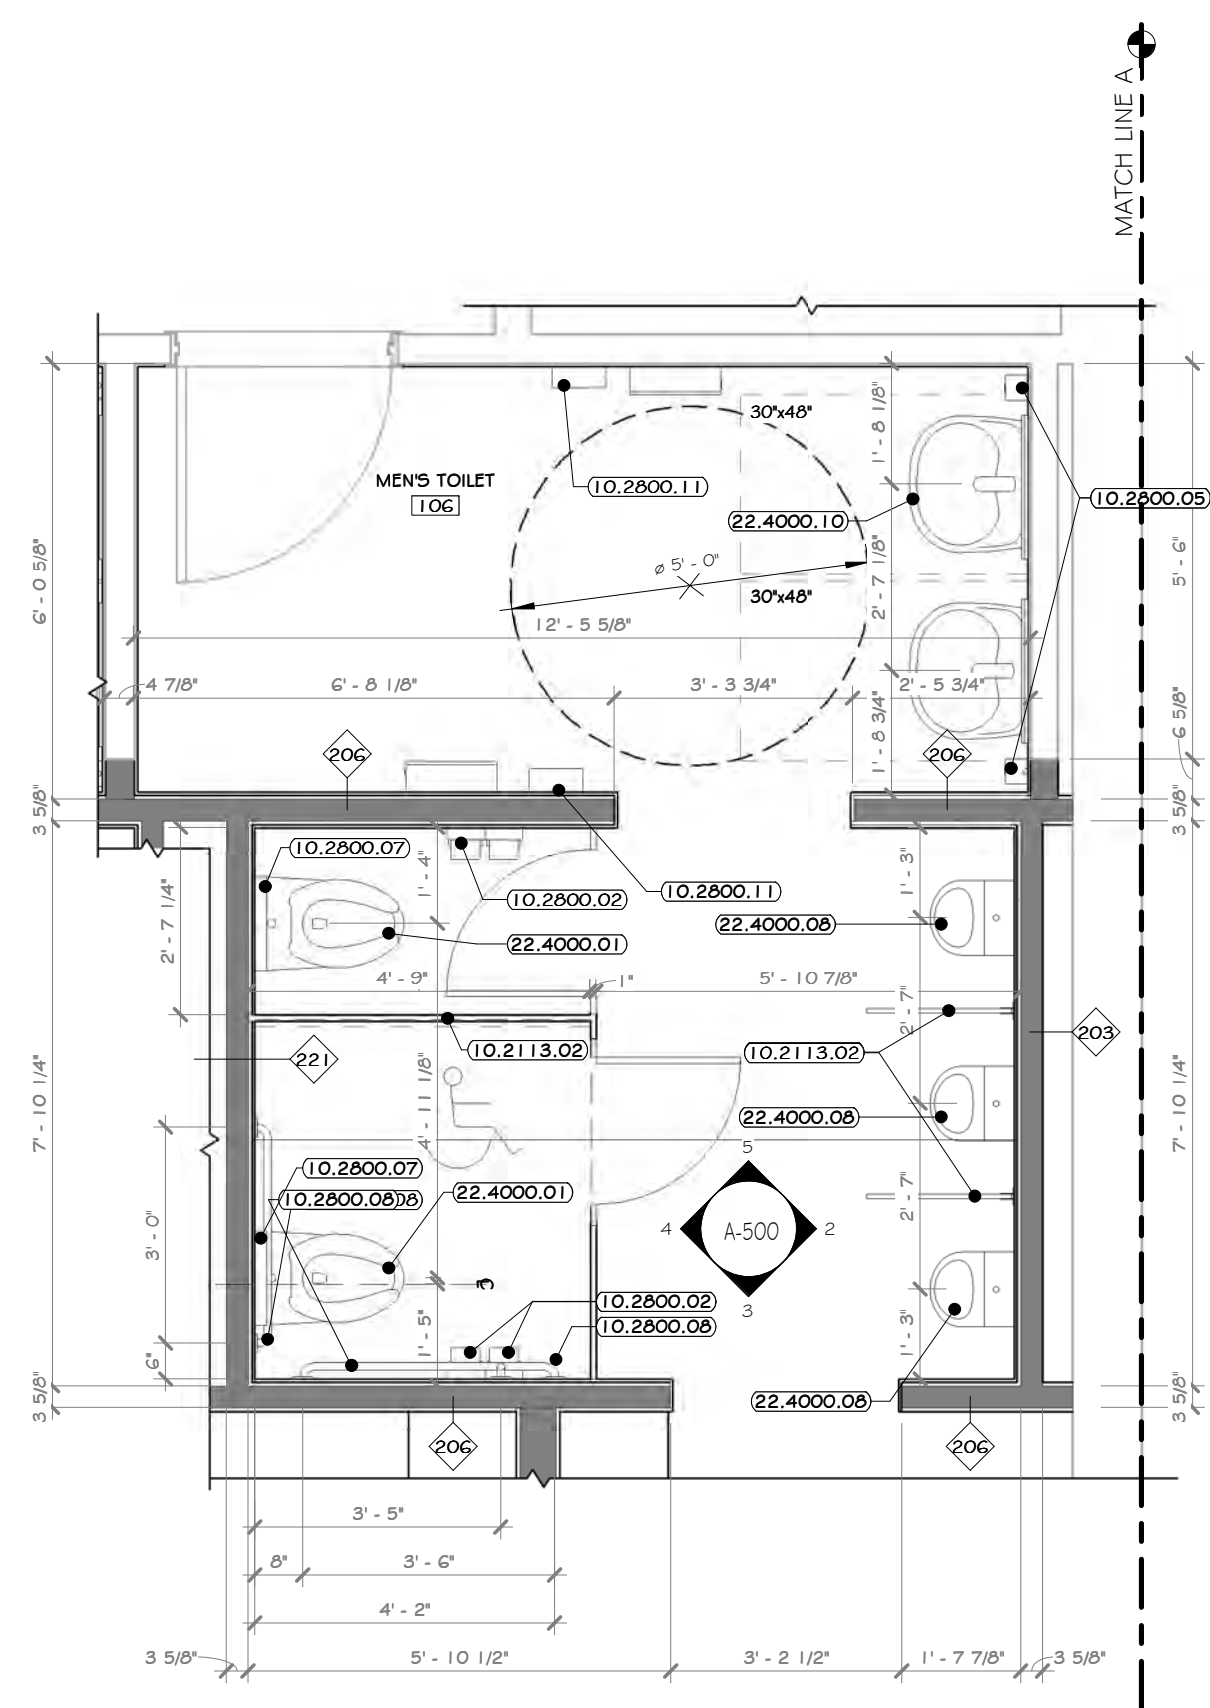 MATCH LINE A
30"x48"
1' - 8 1/8"
MEN'S TOILET
106
10.2800.11
10.2800.05
22.4000.10
ø 5' - 0"
2' - 7 1/8"
5' - 6"
6' - 0 5/8"
30"x48"
12' - 5 5/8"
4 7/8"
6' - 8 1/8"
3' - 3 3/4"
2' - 5 3/4"
1' - 8 3/4"
6 5/8"
206
206
3 5/8"
3 5/8"
10.2800.07
1' - 4"
1' - 3"
10.2800.02
10.2800.11
2' - 7 1/4"
22.4000.08
22.4000.01
4' - 9"
1"
5' - 10 7/8"
2' - 7"
10.2113.02
10.2113.02
203
221
4' - 11 1/8"
7' - 10 1/4"
7' - 10 1/4"
22.4000.08
5
10.2800.07
10.2800.08
08
22.4000.01
2' - 7"
3' - 0"
4
A-500
2
3
10.2800.02
10.2800.08
1' - 5"
1' - 3"
6"
3 5/8"
22.4000.08
3 5/8"
206
206
3' - 5"
8"
3' - 6"
4' - 2"
3 5/8"
5' - 10 1/2"
3' - 2 1/2"
1' - 7 7/8"
3 5/8"